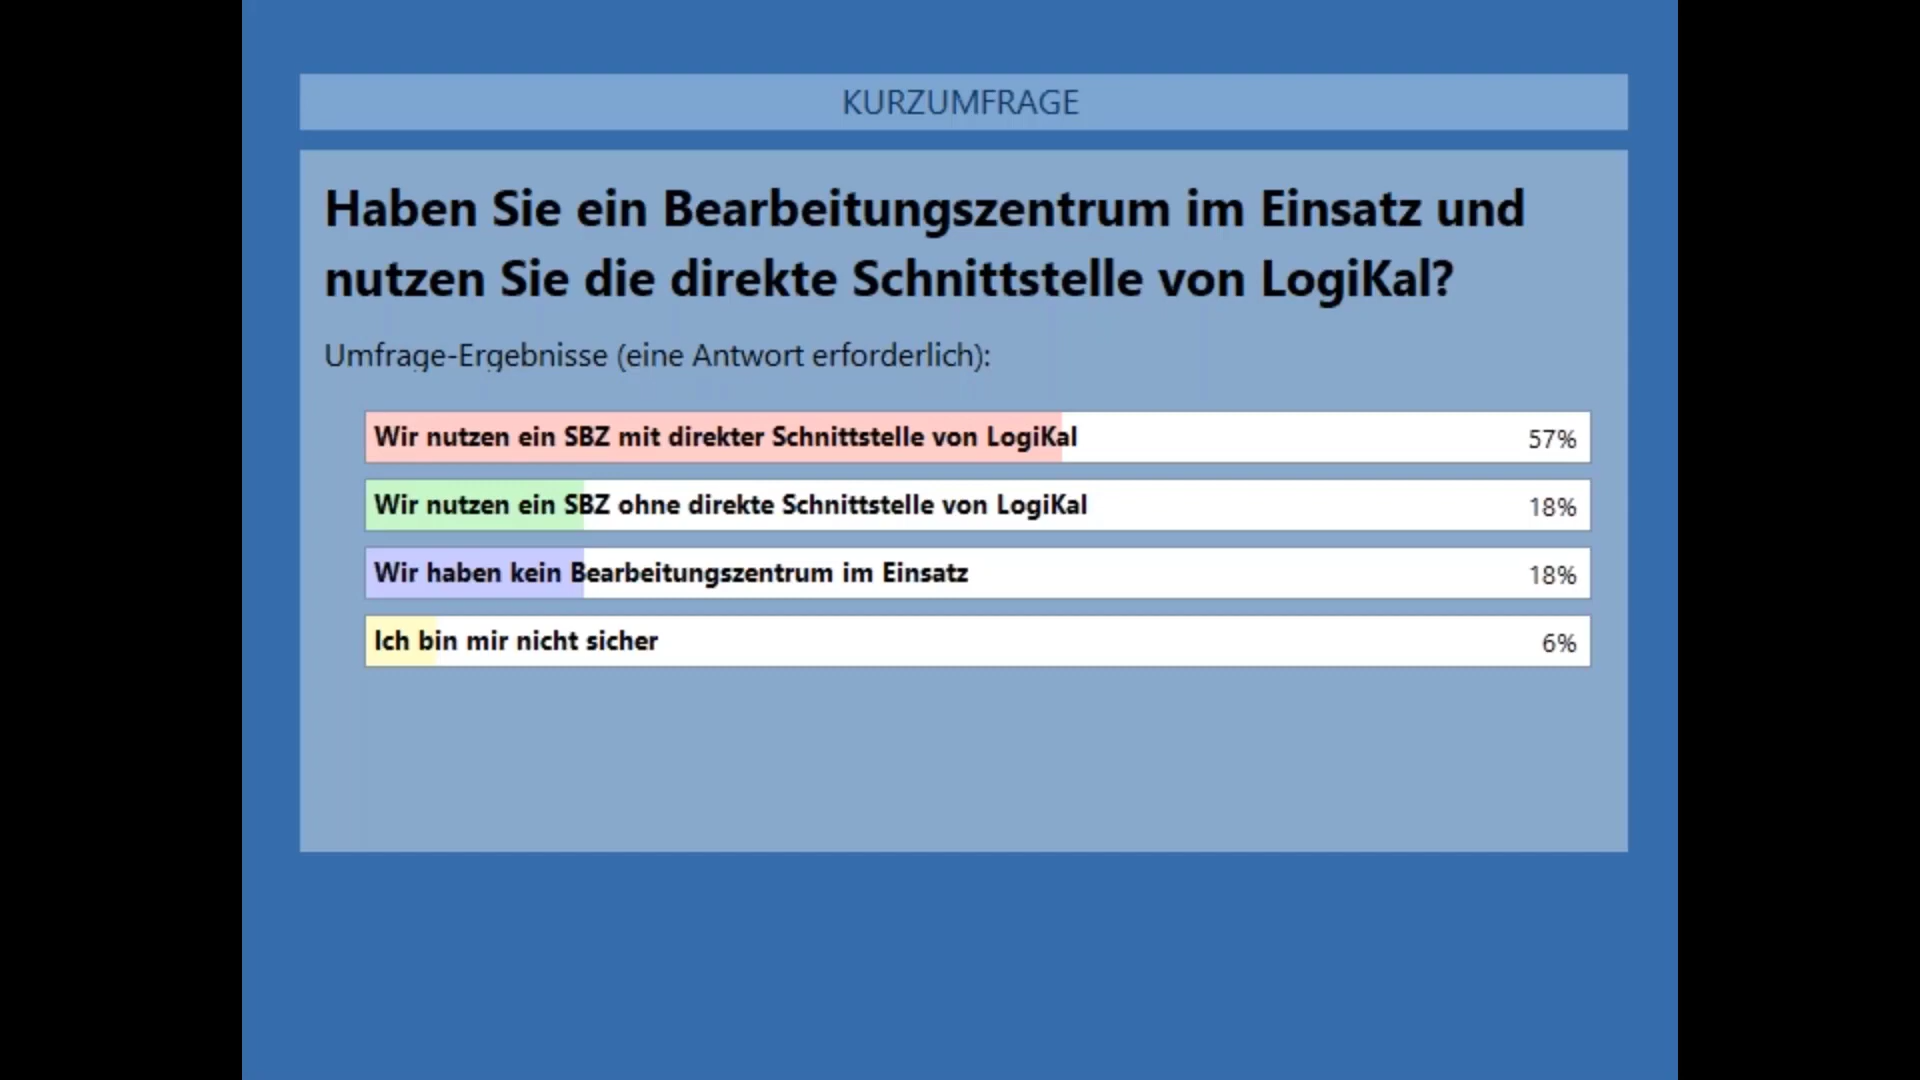 KURZUMFRAGE
Haben Sie ein Bearbeitungszentrum im Einsatz und
nutzen Sie die direkte Schnittstelle von LogiKal?
Umfrage-Ergebnisse (eine Antwort erforderlich):
Wir nutzen ein SBZ mit direkter Schnittstelle von LogiKal 57%
Wir nutzen ein SBZ ohne direkte Schnittstelle von LogiKal 18%
Wir haben kein Bearbeitungszentrum im Einsatz 18%
Ich bin mir nicht sicher 6%